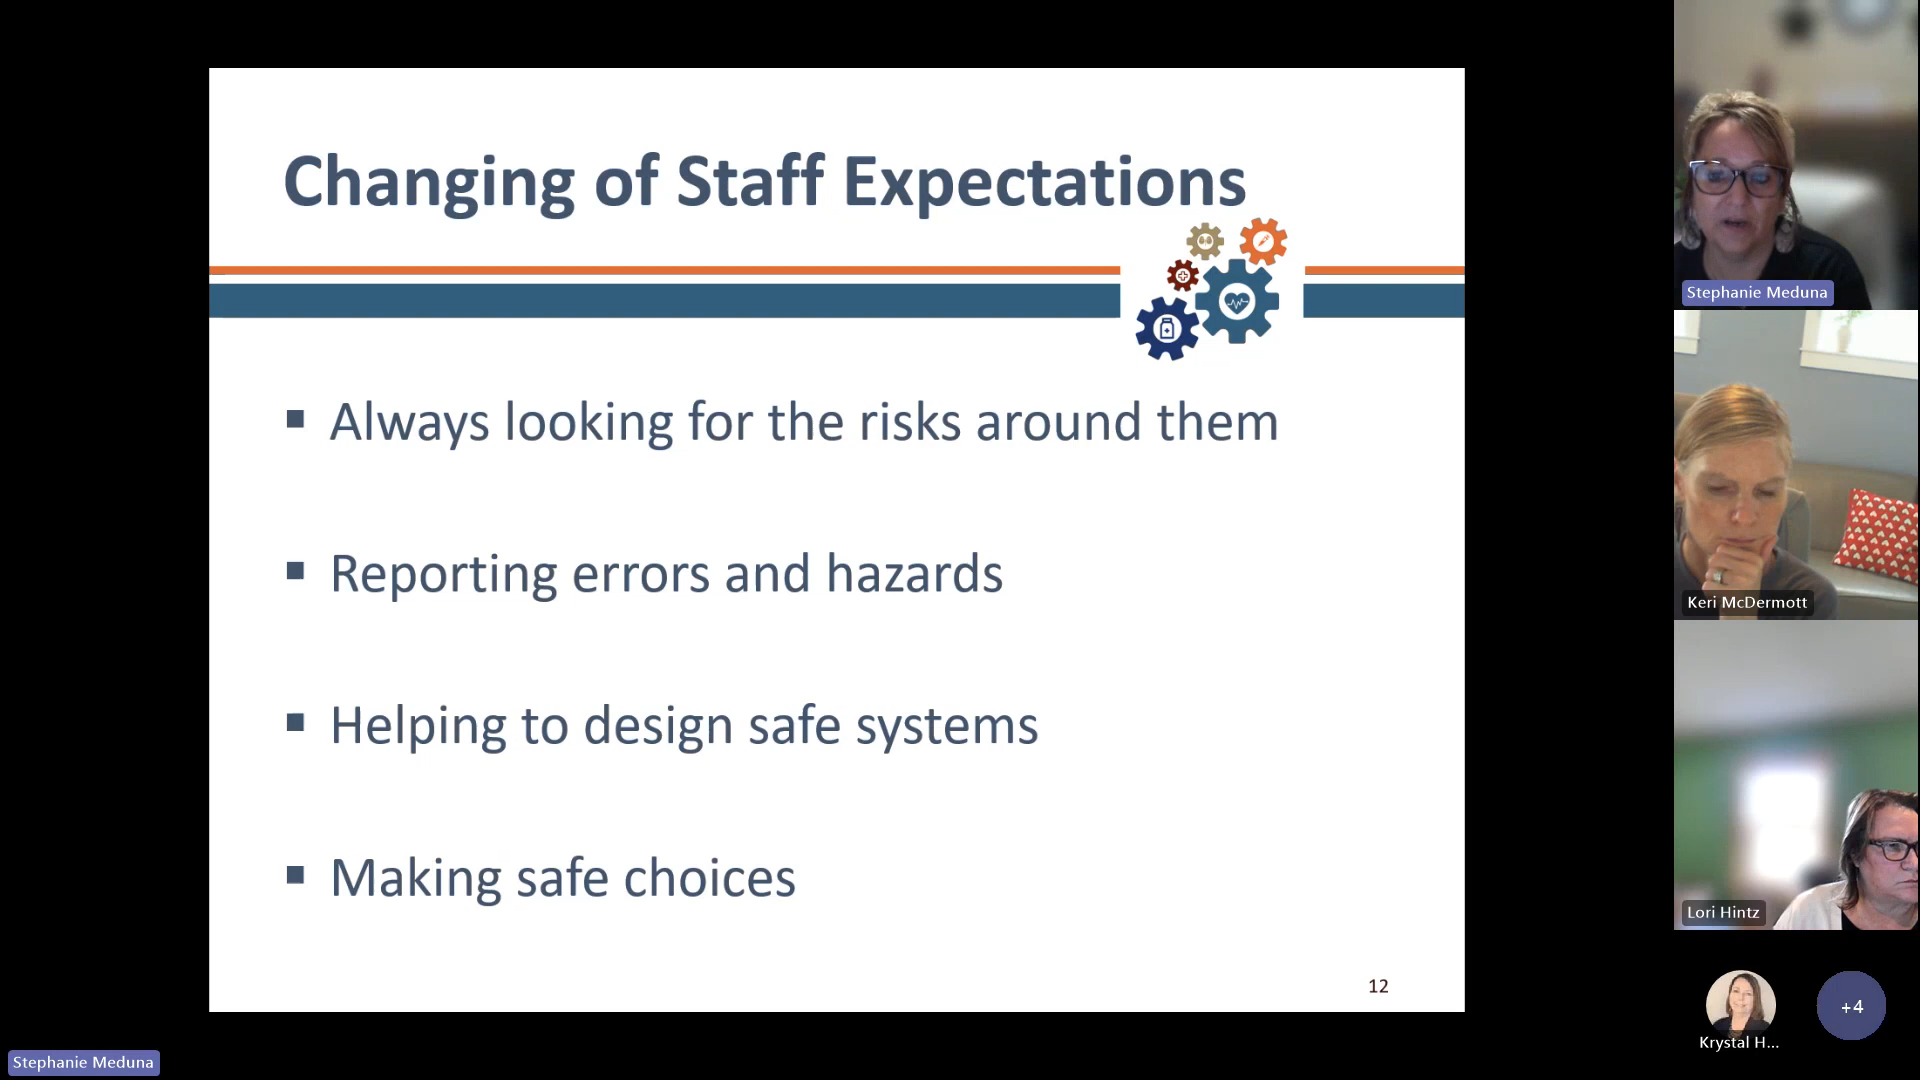 Changing of Staff Expectations
▪ Always looking for the risks around them
▪ Reporting errors and hazards
▪ Helping to design safe systems
▪ Making safe choices
12
Stephanie Meduna
Keri McDermott
Lori Hintz
Krystal H...
+4
Stephanie Meduna